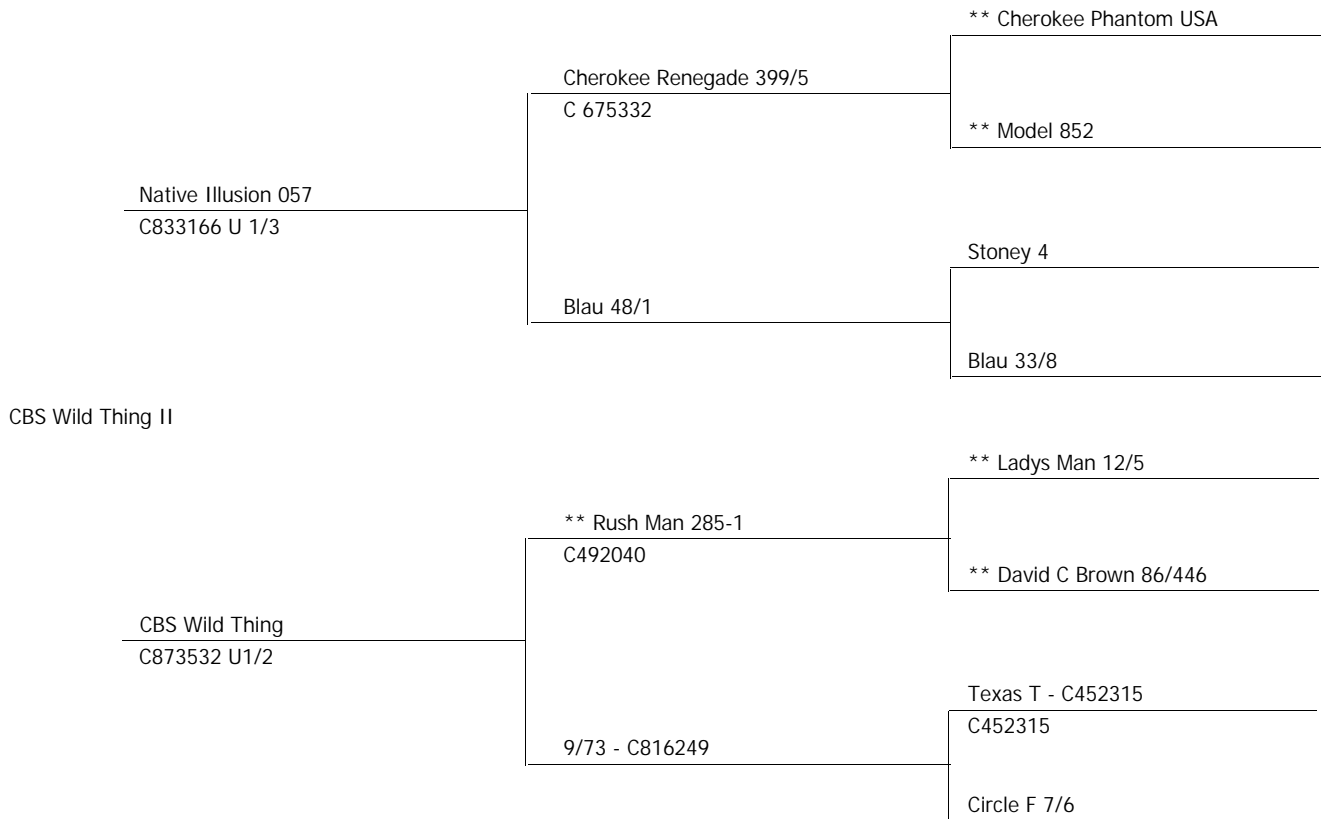 ** Cherokee Phantom USA
Cherokee Renegade 399/5
C 675332
** Model 852
Native Illusion 057
C833166 U 1/3
Stoney 4
Blau 48/1
Blau 33/8
CBS Wild Thing II
** Ladys Man 12/5
** Rush Man 285-1
C492040
** David C Brown 86/446
CBS Wild Thing
C873532 U1/2
Texas T - C452315
C452315
9/73 - C816249
Circle F 7/6